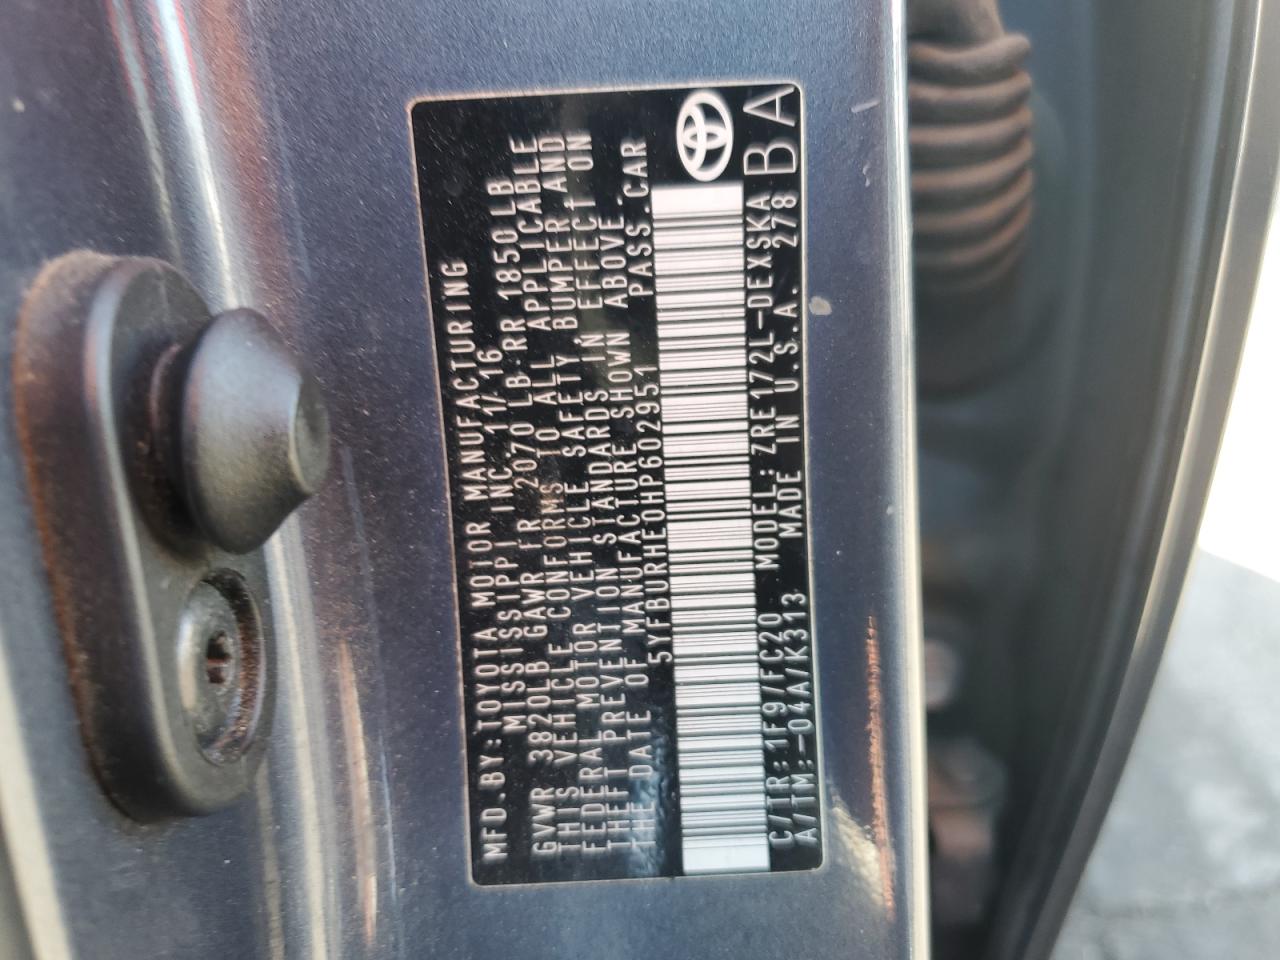 MFD.BY:TOYOTA MOTOR MANUFACTURING
MISSISSIPPI INC. 11/16
GVWR 3820LB GAWR FR 2070 LB RR 1850LB
THIS VEHICLE CONFORMS TO ALL APPLICABLE
FEDERAL MOTOR VEHICLE SAFETY, BUMPER AND
THEFT PREVENTION STANDARDS IN EFFECT ON
THE DATE OF MANUFACTURE SHOWN ABOVE.
5YFBURHE0HP602951 PASS.CAR
C/TR:1F9/FC20 MODEL:ZRE172L-DEXSKA
A/TM:-04A/K313 MADE IN U.S.A. 278
BA